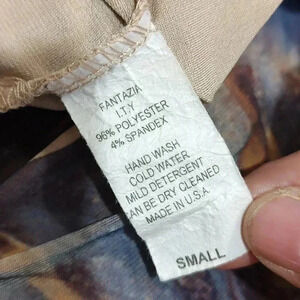 FANTAZIA
I.T.Y
96% POLYESTER
4% SPANDEX
HAND WASH
COLD WATER
MILD DETERGENT
CAN BE DRY CLEANED
MADE IN U.S.A
SMALL